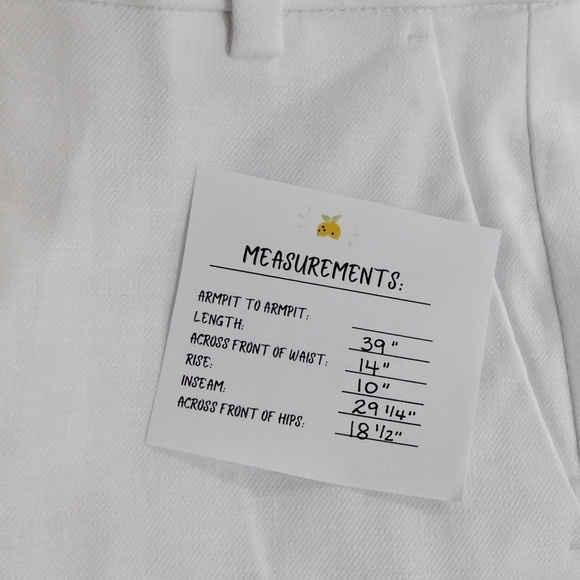 MEASUREMENTS:
ARMPIT TO ARMPIT:
LENGTH: 39"
ACROSS FRONT OF WAIST: 14"
RISE: 10"
INSEAM: 29 1/4"
ACROSS FRONT OF HIPS: 18 1/2"